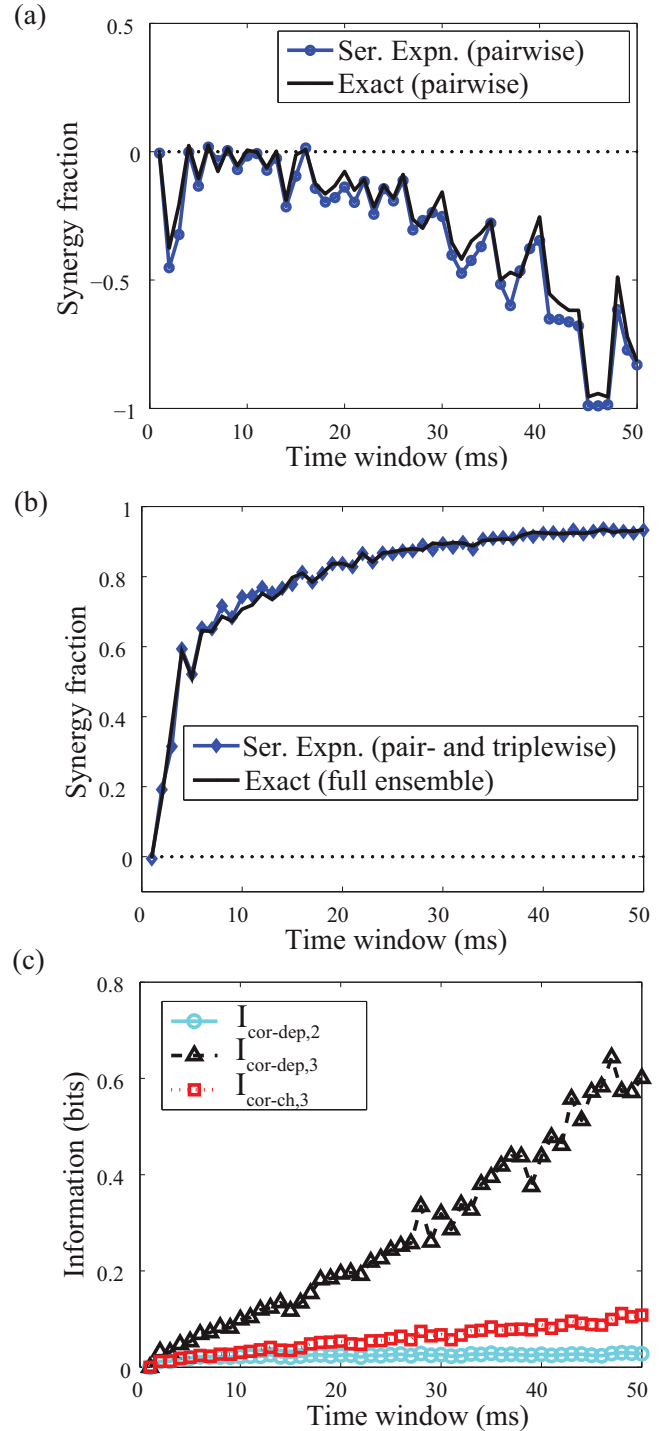 (a)
0.5
Ser. Expn. (pairwise)
Exact (pairwise)
0
−0.5
−1
Synergy fraction
0 10 20 30 40 50
Time window (ms)
(b)
1
0.8
0.6
0.4
0.2
0
Synergy fraction
Ser. Expn. (pair- and triplewise)
Exact (full ensemble)
0 10 20 30 40 50
Time window (ms)
(c)
0.8
0.6
0.4
0.2
0
Information (bits)
I cor-dep,2
I cor-dep,3
I cor-ch,3
0 10 20 30 40 50
Time window (ms)